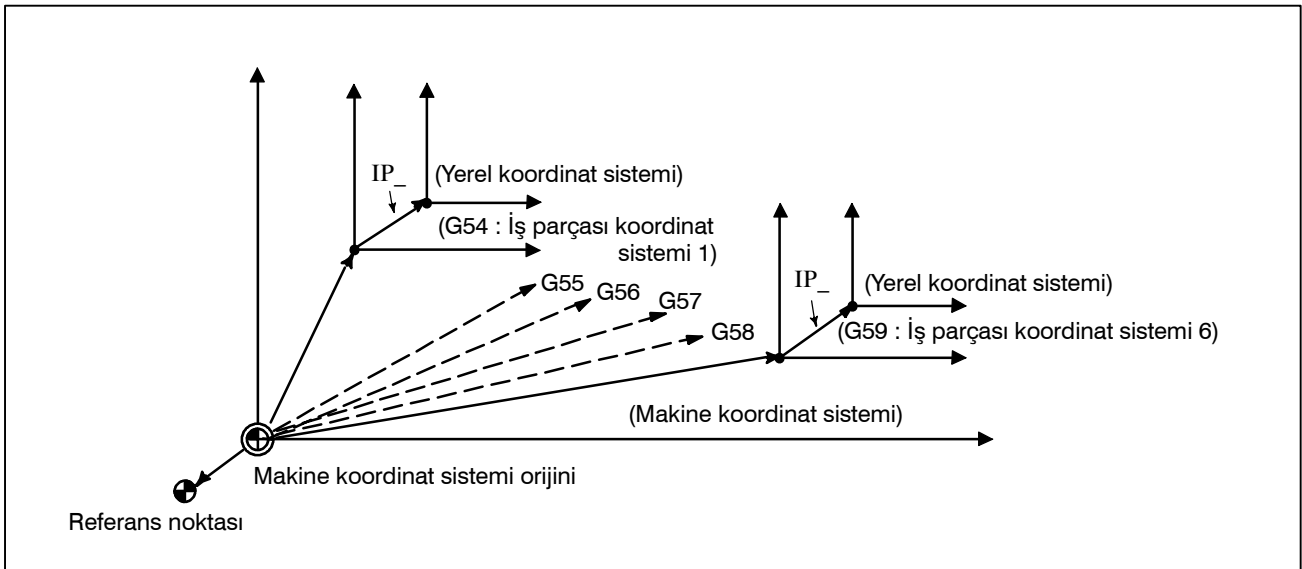 IP_
(Yerel koordinat sistemi)
(G54 : İş parçası koordinat
sistemi 1)
G55
G56
G57
G58
IP_
(Yerel koordinat sistemi)
(G59 : İş parçası koordinat sistemi 6)
(Makine koordinat sistemi)
Makine koordinat sistemi orijini
Referans noktası